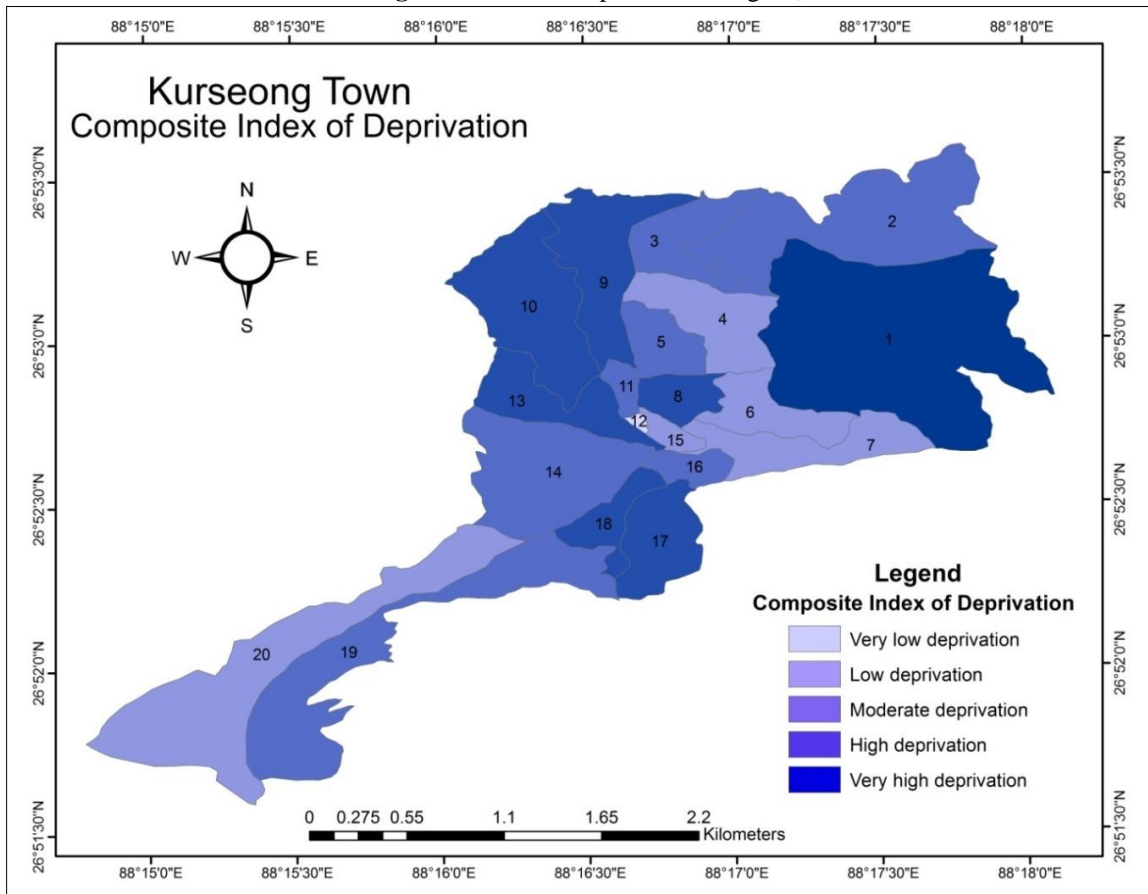 88°15'0"E 88°15'30"E 88°16'0"E 88°16'30"E 88°17'0"E 88°17'30"E 88°18'0"E
Kurseong Town
Composite Index of Deprivation
26°53'30"N
26°53'30"N
N
W
E
S
2
3
9
10
4
1
5
11
8
13
6
12
15
7
16
14
18
17
20
19
26°53'0"N
26°53'0"N
26°52'30"N
26°52'30"N
26°52'0"N
26°52'0"N
26°51'30"N
26°51'30"N
Legend
Composite Index of Deprivation
Very low deprivation
Low deprivation
Moderate deprivation
High deprivation
Very high deprivation
0 0.275 0.55 1.1 1.65 2.2
Kilometers
88°15'0"E 88°15'30"E 88°16'0"E 88°16'30"E 88°17'0"E 88°17'30"E 88°18'0"E